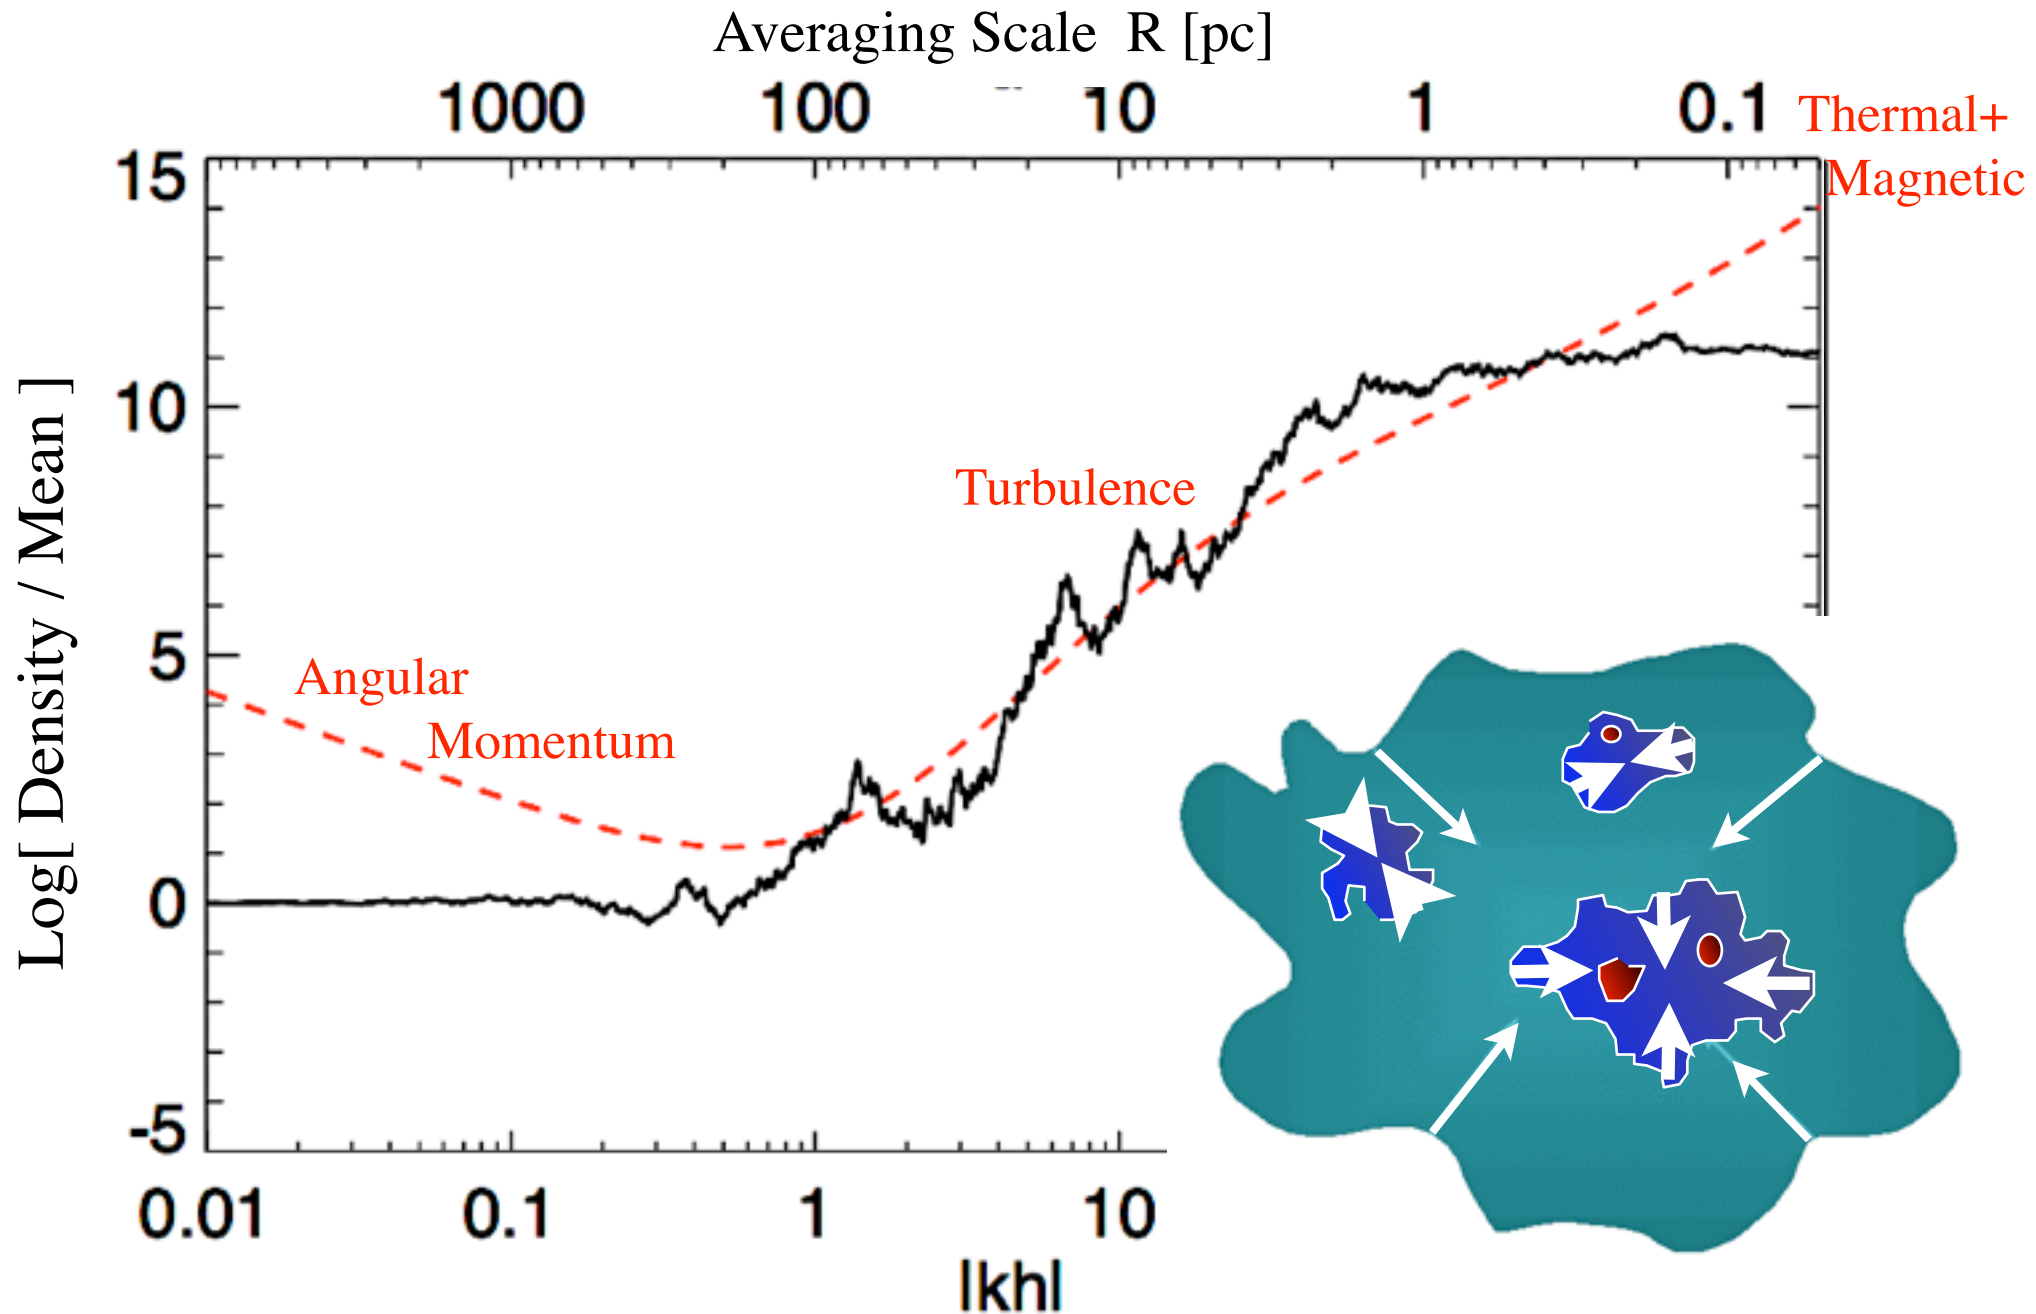 Averaging Scale R [pc]
1000 100 10 1 0.1
Thermal+
Magnetic
15
10
5
0
-5
Log[ Density / Mean ]
Turbulence
Angular
Momentum
0.01 0.1 1 10
|kh|